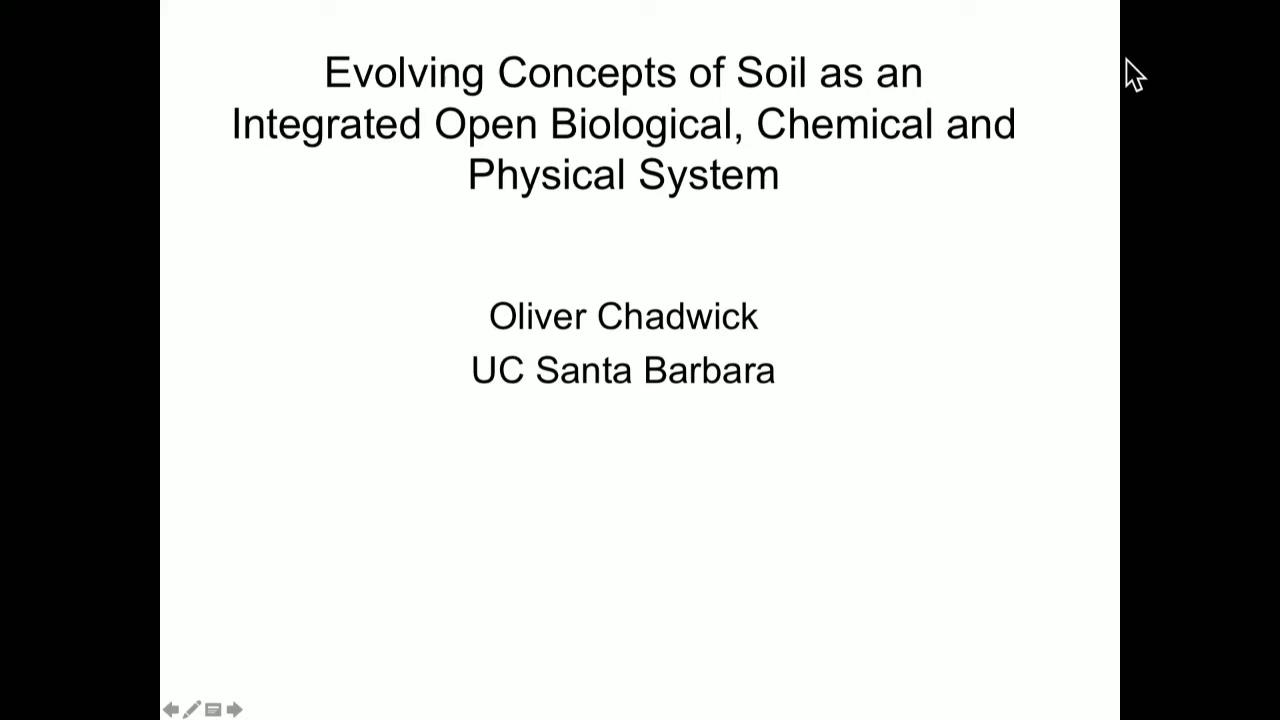 Evolving Concepts of Soil as an
Integrated Open Biological, Chemical and
Physical System
Oliver Chadwick
UC Santa Barbara